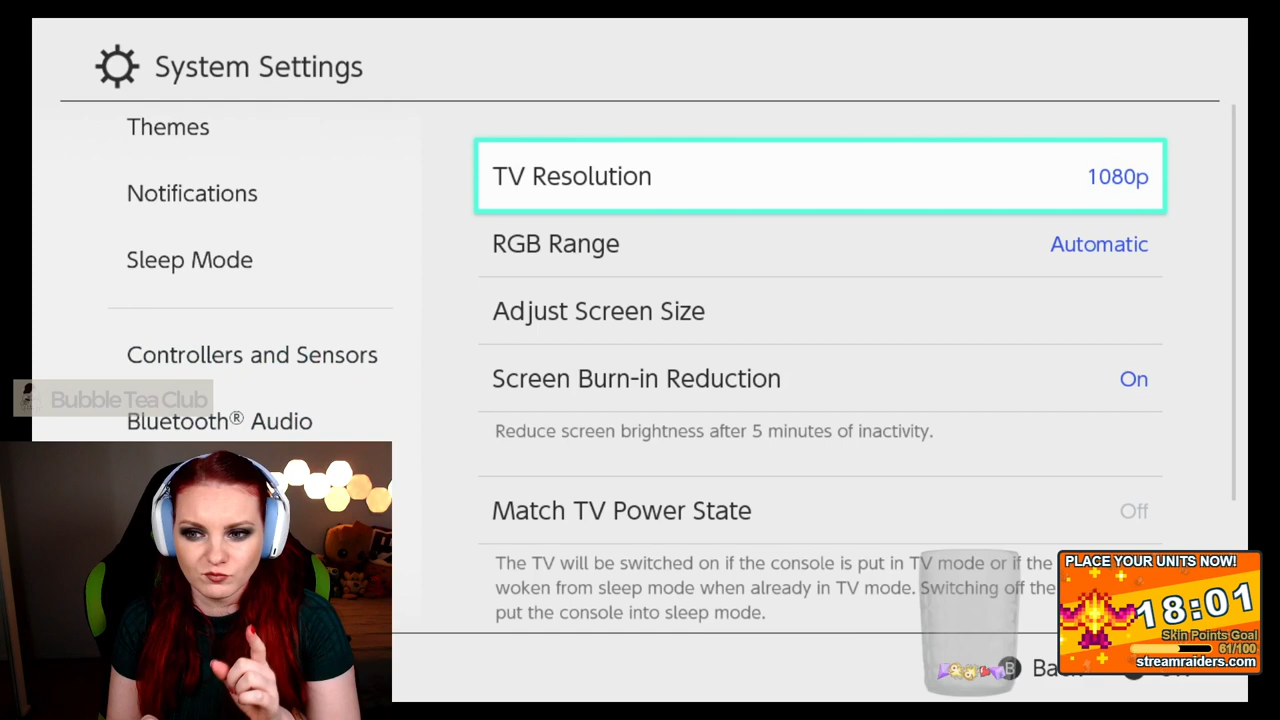 System Settings
Themes
Notifications
Sleep Mode
Controllers and Sensors
Bubble Tea Club
Bluetooth® Audio
TV Resolution 1080p
RGB Range Automatic
Adjust Screen Size
Screen Burn-in Reduction On
Reduce screen brightness after 5 minutes of inactivity.
Match TV Power State Off
The TV will be switched on if the console is put in TV mode or if the
woken from sleep mode when already in TV mode. Switching off the
put the console into sleep mode.
B Back
PLACE YOUR UNITS NOW!
18:01
Skin Points Goal
61/100
streamraiders.com